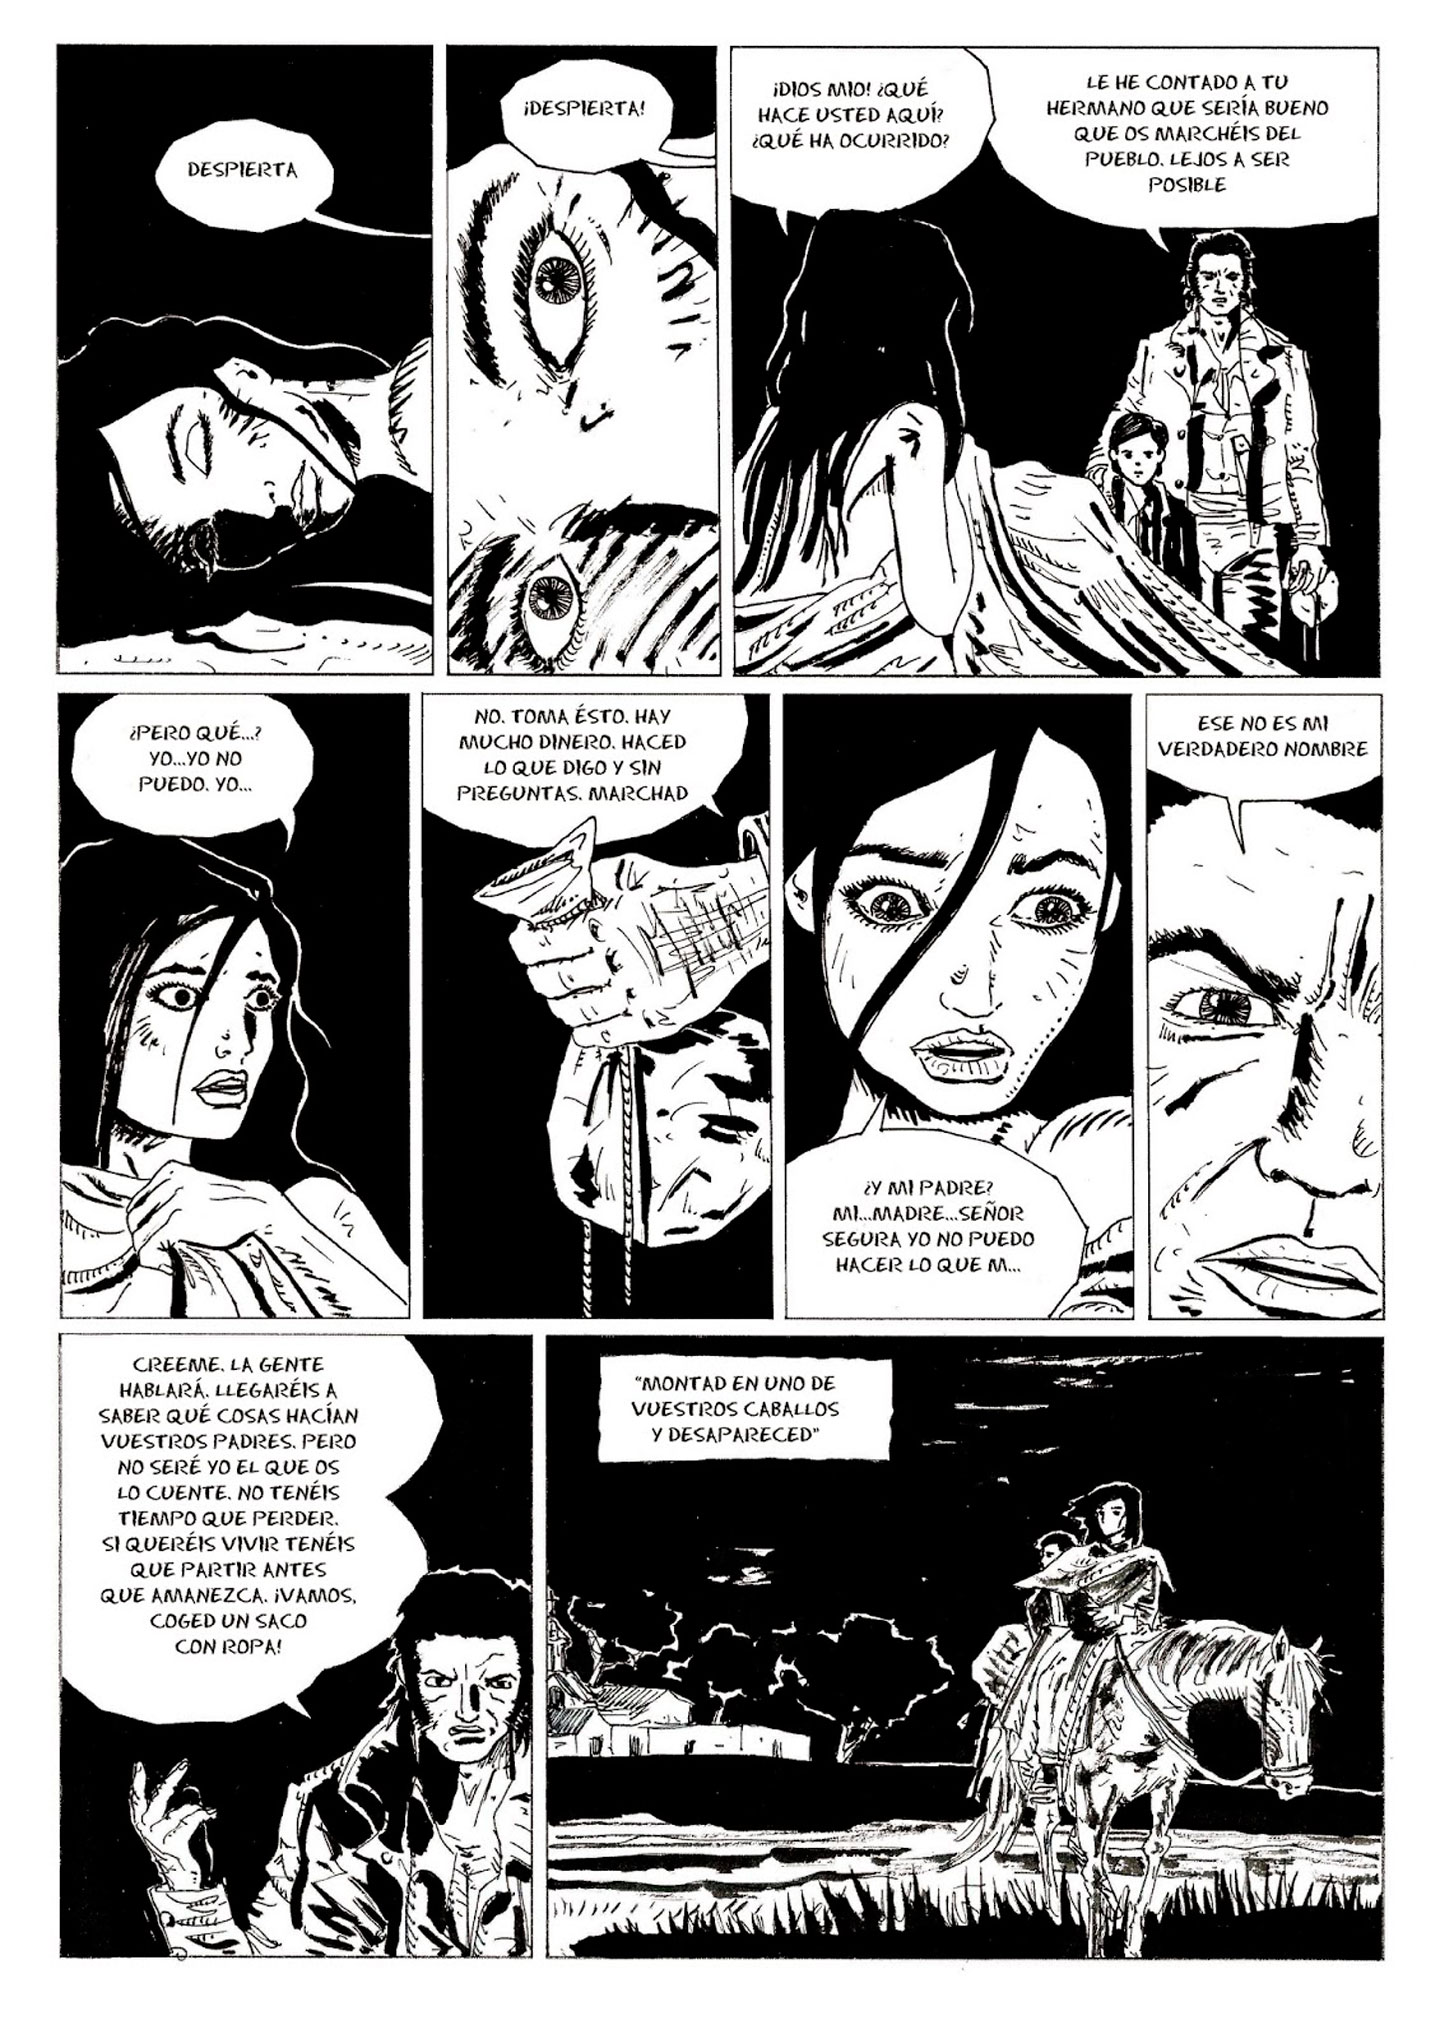 DESPIERTA
¡DESPIERTA!
¡DIOS MIO! ¿QUÉ
HACE USTED AQUÍ?
¿QUÉ HA OCURRIDO?
LE HE CONTADO A TU
HERMANO QUE SERÍA BUENO
QUE OS MARCHÉIS DEL
PUEBLO. LEJOS A SER
POSIBLE
¿PERO QUÉ...?
YO...YO NO
PUEDO. YO...
NO. TOMA ÉSTO. HAY
MUCHO DINERO. HACED
LO QUE DIGO Y SIN
PREGUNTAS. MARCHAD
¿Y MI PADRE?
MI...MADRE...SEÑOR
SEGURA YO NO PUEDO
HACER LO QUE M...
ESE NO ES MI
VERDADERO NOMBRE
CREEME. LA GENTE
HABLARÁ. LLEGARÉIS A
SABER QUÉ COSAS HACÍAN
VUESTROS PADRES. PERO
NO SERÉ YO EL QUE OS
LO CUENTE. NO TENÉIS
TIEMPO QUE PERDER.
SI QUERÉIS VIVIR TENÉIS
QUE PARTIR ANTES
QUE AMANEZCA. ¡VAMOS,
COGED UN SACO
CON ROPA!
"MONTAD EN UNO DE
VUESTROS CABALLOS
Y DESAPARECED"